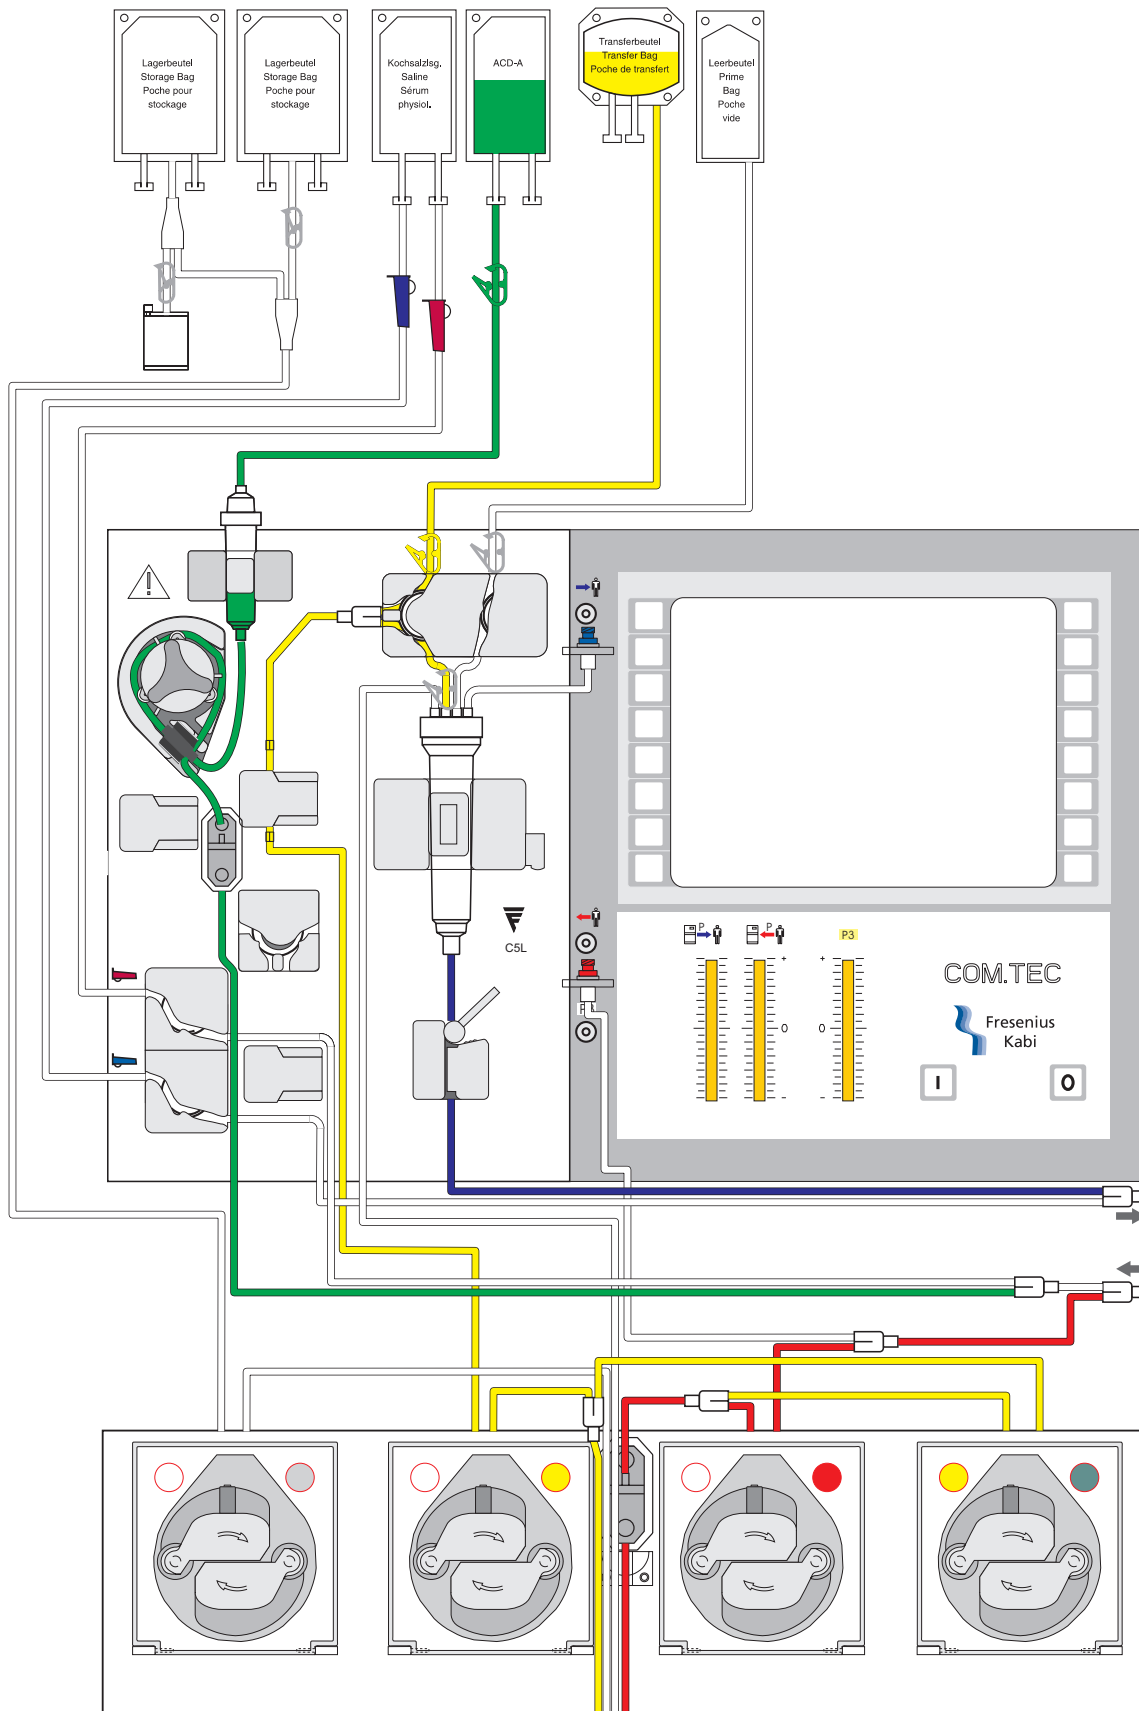 Lagerbeutel
Storage Bag
Poche pour
stockage
Lagerbeutel
Storage Bag
Poche pour
stockage
Kochsalzlsg.
Saline
Sérum
physiol.
ACD-A
Transferbeutel
Transfer Bag
Poche de transfert
Leerbeutel
Prime
Bag
Poche
vide
!
C5L
P
P
P3
+
+
0
0
-
-
COM.TEC
Fresenius
Kabi
I
O